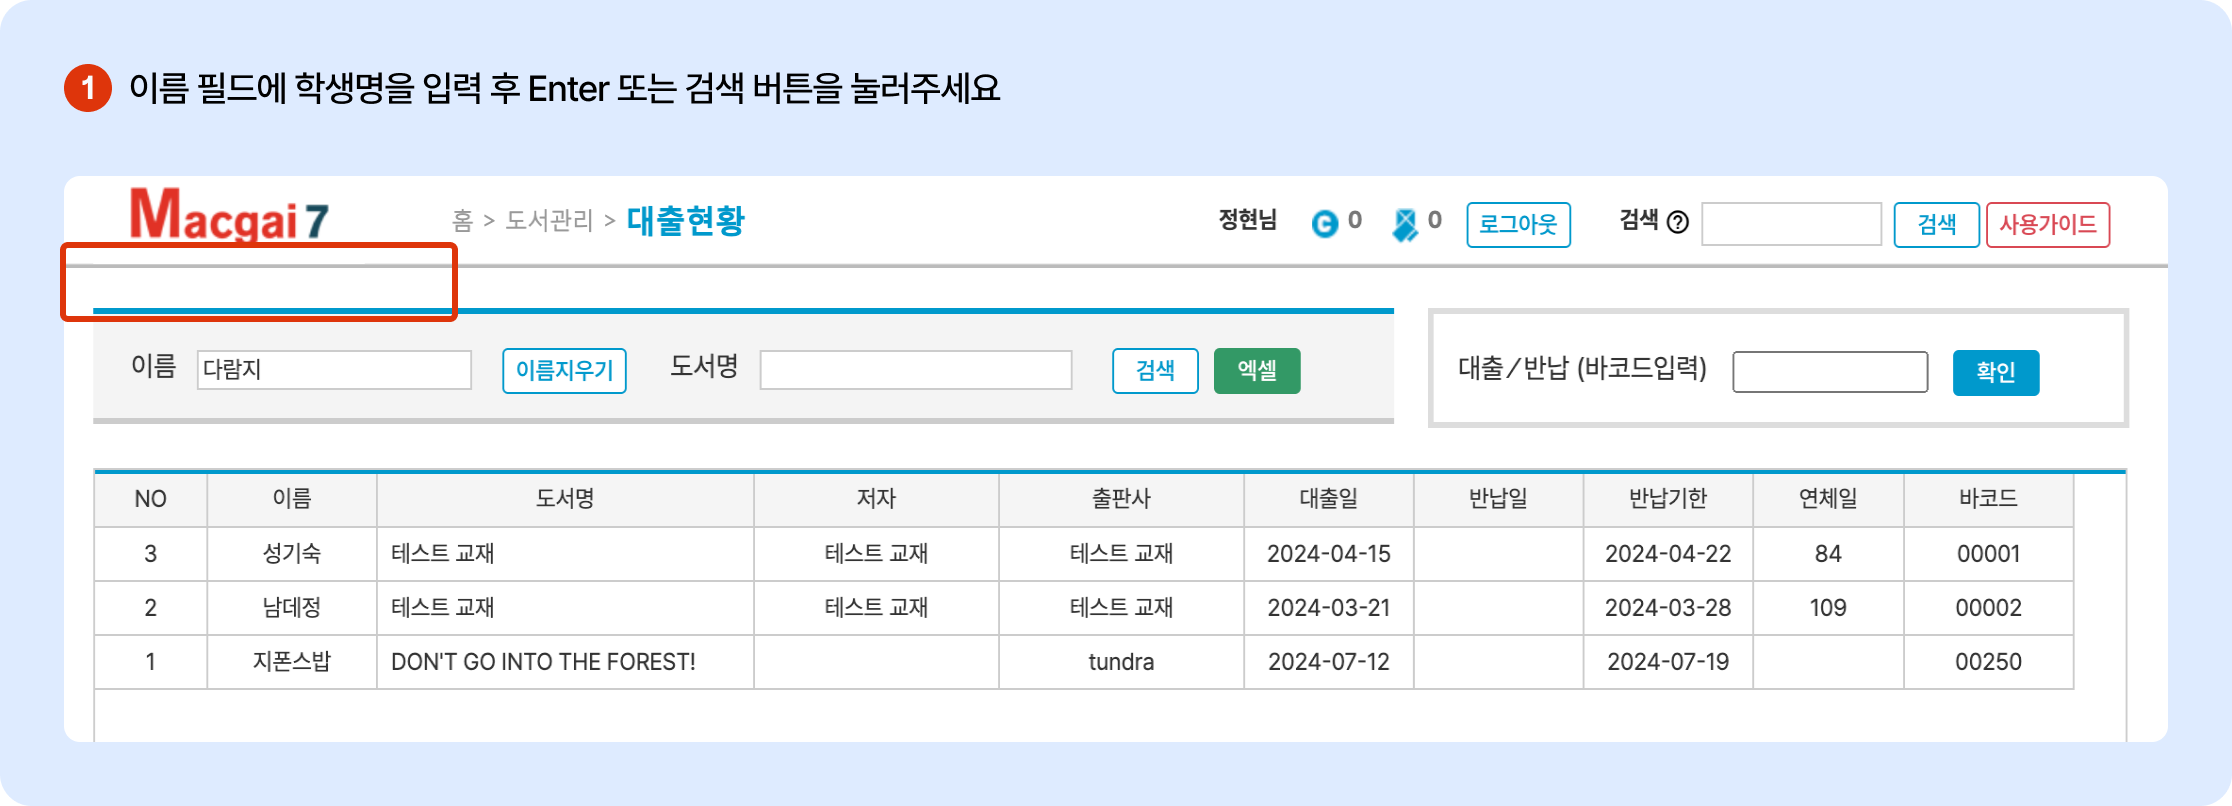 1 이름 필드에 학생명을 입력 후 Enter 또는 검색 버튼을 눌러주세요
Macgai 7 홈 > 도서관리 > 대출현황 정현님 C 0 0 로그아웃 검색 ? 검색 사용가이드
이름 다람지 이름지우기 도서명 검색 엑셀 대출/반납 (바코드입력) 확인
NO 이름 도서명 저자 출판사 대출일 반납일 반납기한 연체일 바코드
3 성기숙 테스트 교재 테스트 교재 테스트 교재 2024-04-15 2024-04-22 84 00001
2 남데정 테스트 교재 테스트 교재 테스트 교재 2024-03-21 2024-03-28 109 00002
1 지폰스밥 DON'T GO INTO THE FOREST! tundra 2024-07-12 2024-07-19 00250